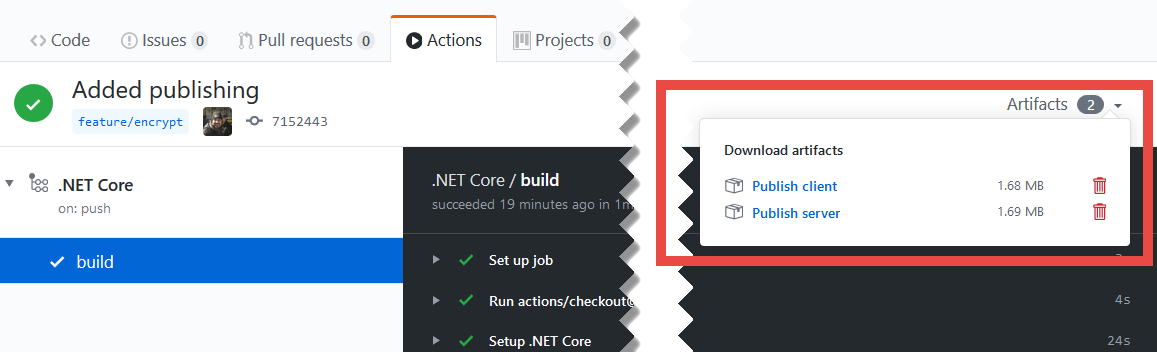 Code Issues 0 Pull requests 0 Actions Projects 0
Added publishing
feature/encrypt 7152443
Artifacts 2
Download artifacts
Publish client 1.68 MB
Publish server 1.69 MB
.NET Core
on: push
build
.NET Core / build
succeeded 19 minutes ago in 1m
Set up job
Run actions/checkout@ 4s
Setup .NET Core 24s